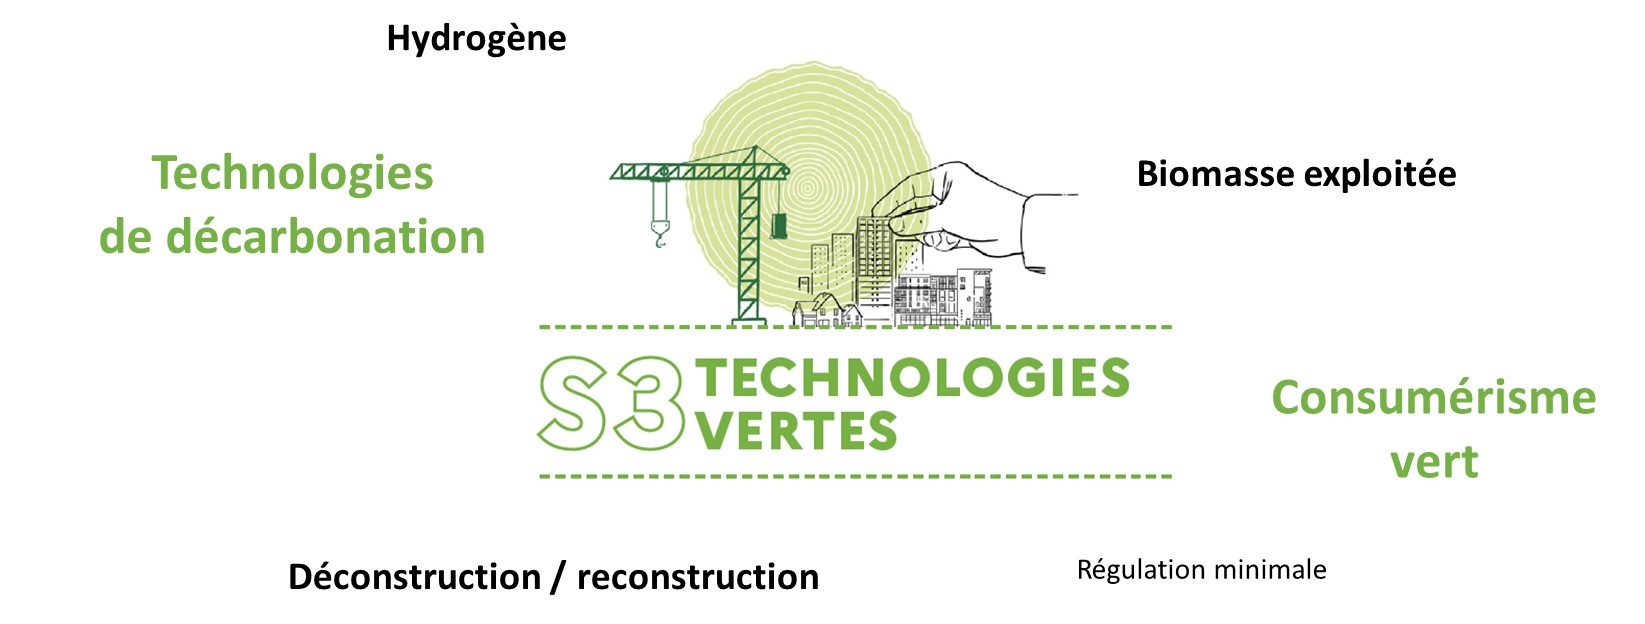 Hydrogène
Technologies
de décarbonation
Biomasse exploitée
S3 TECHNOLOGIES
VERTES
Consumérisme
vert
Déconstruction / reconstruction
Régulation minimale